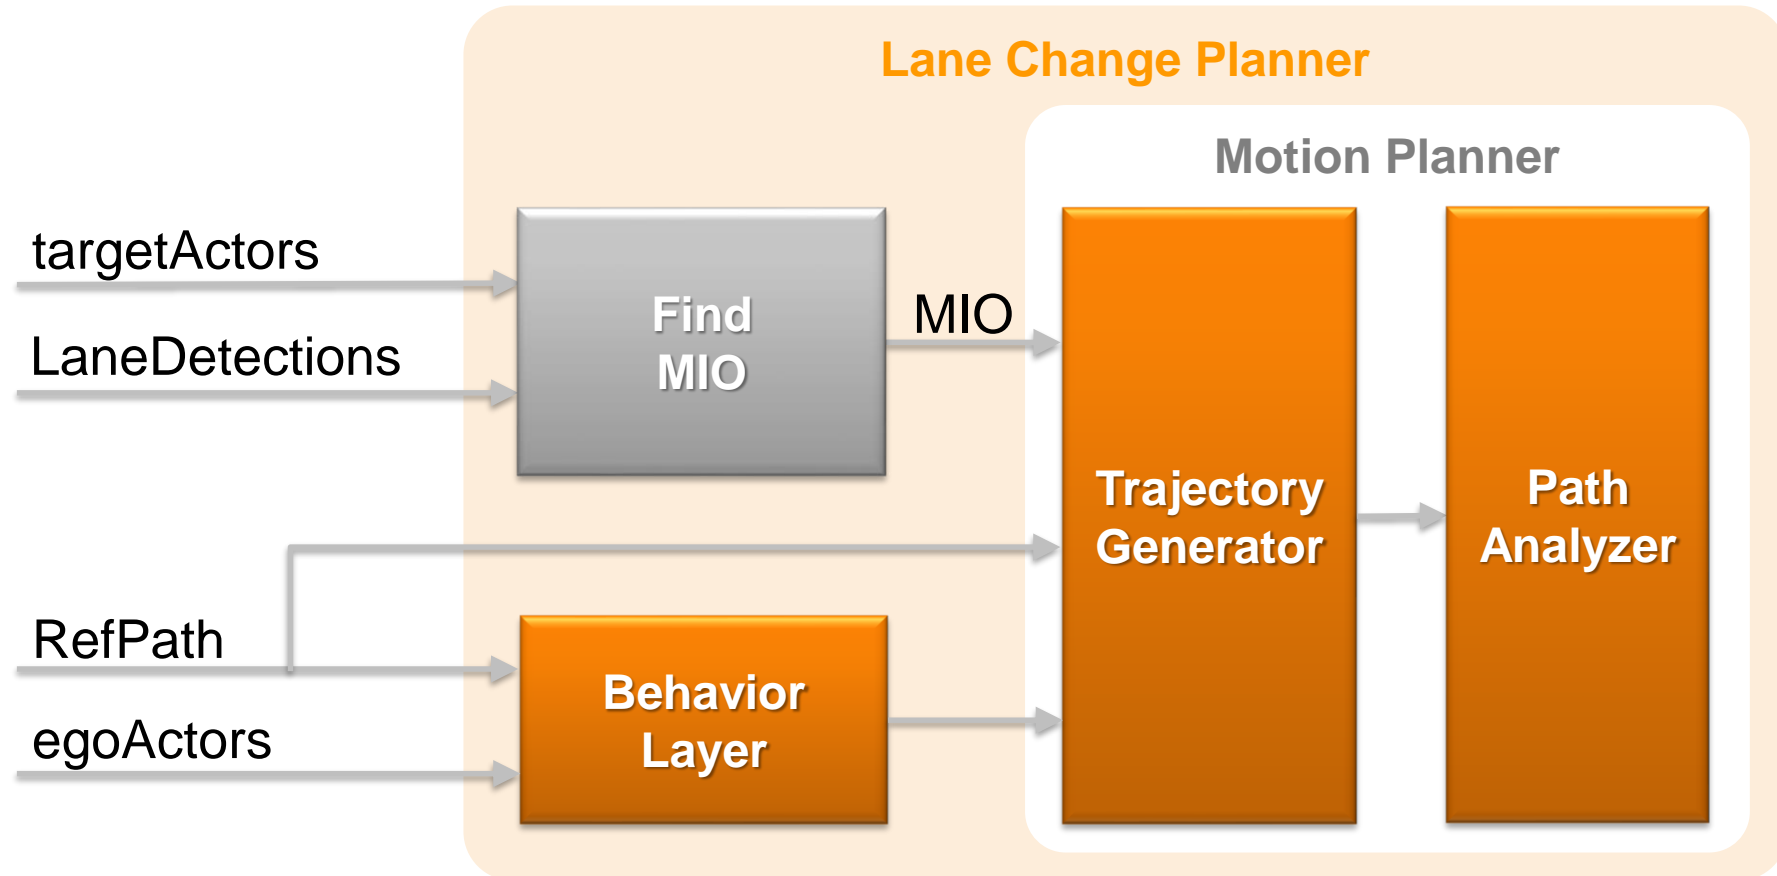 Lane Change Planner
Motion Planner
targetActors
LaneDetections
Find
MIO
MIO
RefPath
egoActors
Behavior
Layer
Trajectory
Generator
Path
Analyzer